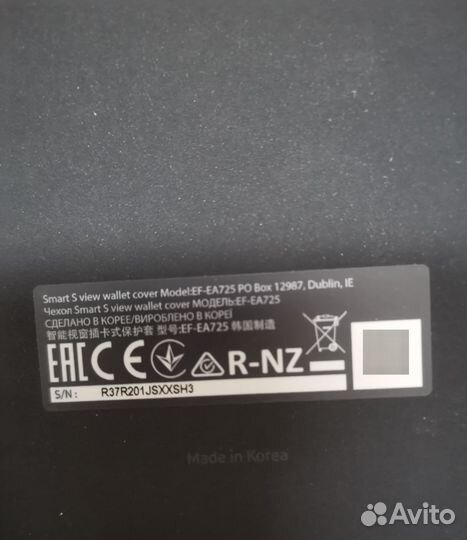 Smart S view wallet cover Model:EF-EA725 PO Box 12987, Dublin, IE
Чехол Smart S view wallet cover МОДЕЛЬ:EF-EA725
СДЕЛАНО В КОРЕЕ/ВИРОБЛЕНО В КОРЕЇ
智能视窗插卡式保护套 型号:EF-EA725 韩国制造
EAC CE R-NZ
S/N : R37R201JSXXSH3
Made in Korea
Avito